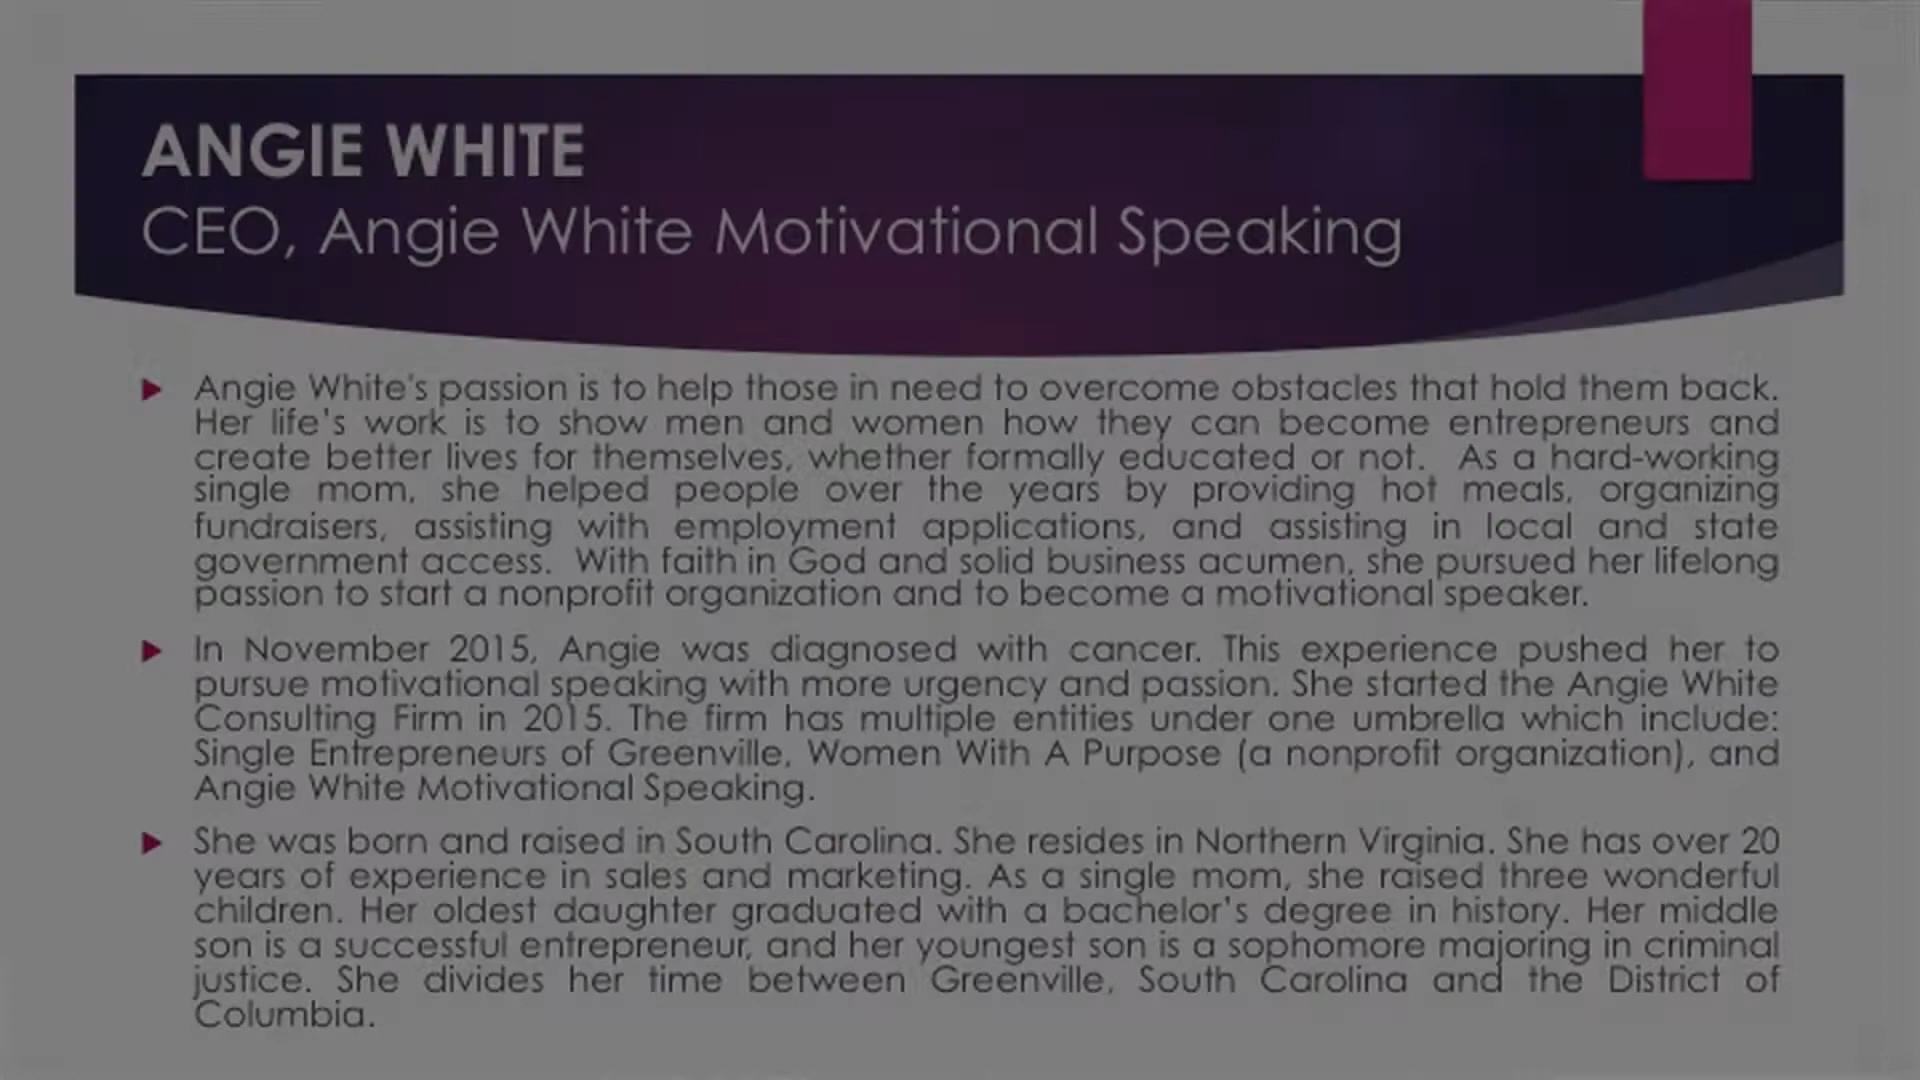 ANGIE WHITE
CEO, Angie White Motivational Speaking
Angie White's passion is to help those in need to overcome obstacles that hold them back.
Her life's work is to show men and women how they can become entrepreneurs and
create better lives for themselves, whether formally educated or not. As a hard-working
single mom, she helped people over the years by providing hot meals, organizing
fundraisers, assisting with employment applications, and assisting in local and state
government access. With faith in God and solid business acumen, she pursued her lifelong
passion to start a nonprofit organization and to become a motivational speaker.
In November 2015, Angie was diagnosed with cancer. This experience pushed her to
pursue motivational speaking with more urgency and passion. She started the Angie White
Consulting Firm in 2015. The firm has multiple entities under one umbrella which include:
Single Entrepreneurs of Greenville, Women With A Purpose (a nonprofit organization), and
Angie White Motivational Speaking.
She was born and raised in South Carolina. She resides in Northern Virginia. She has over 20
years of experience in sales and marketing. As a single mom, she raised three wonderful
children. Her oldest daughter graduated with a bachelor's degree in history. Her middle
son is a successful entrepreneur, and her youngest son is a sophomore majoring in criminal
justice. She divides her time between Greenville, South Carolina and the District of
Columbia.